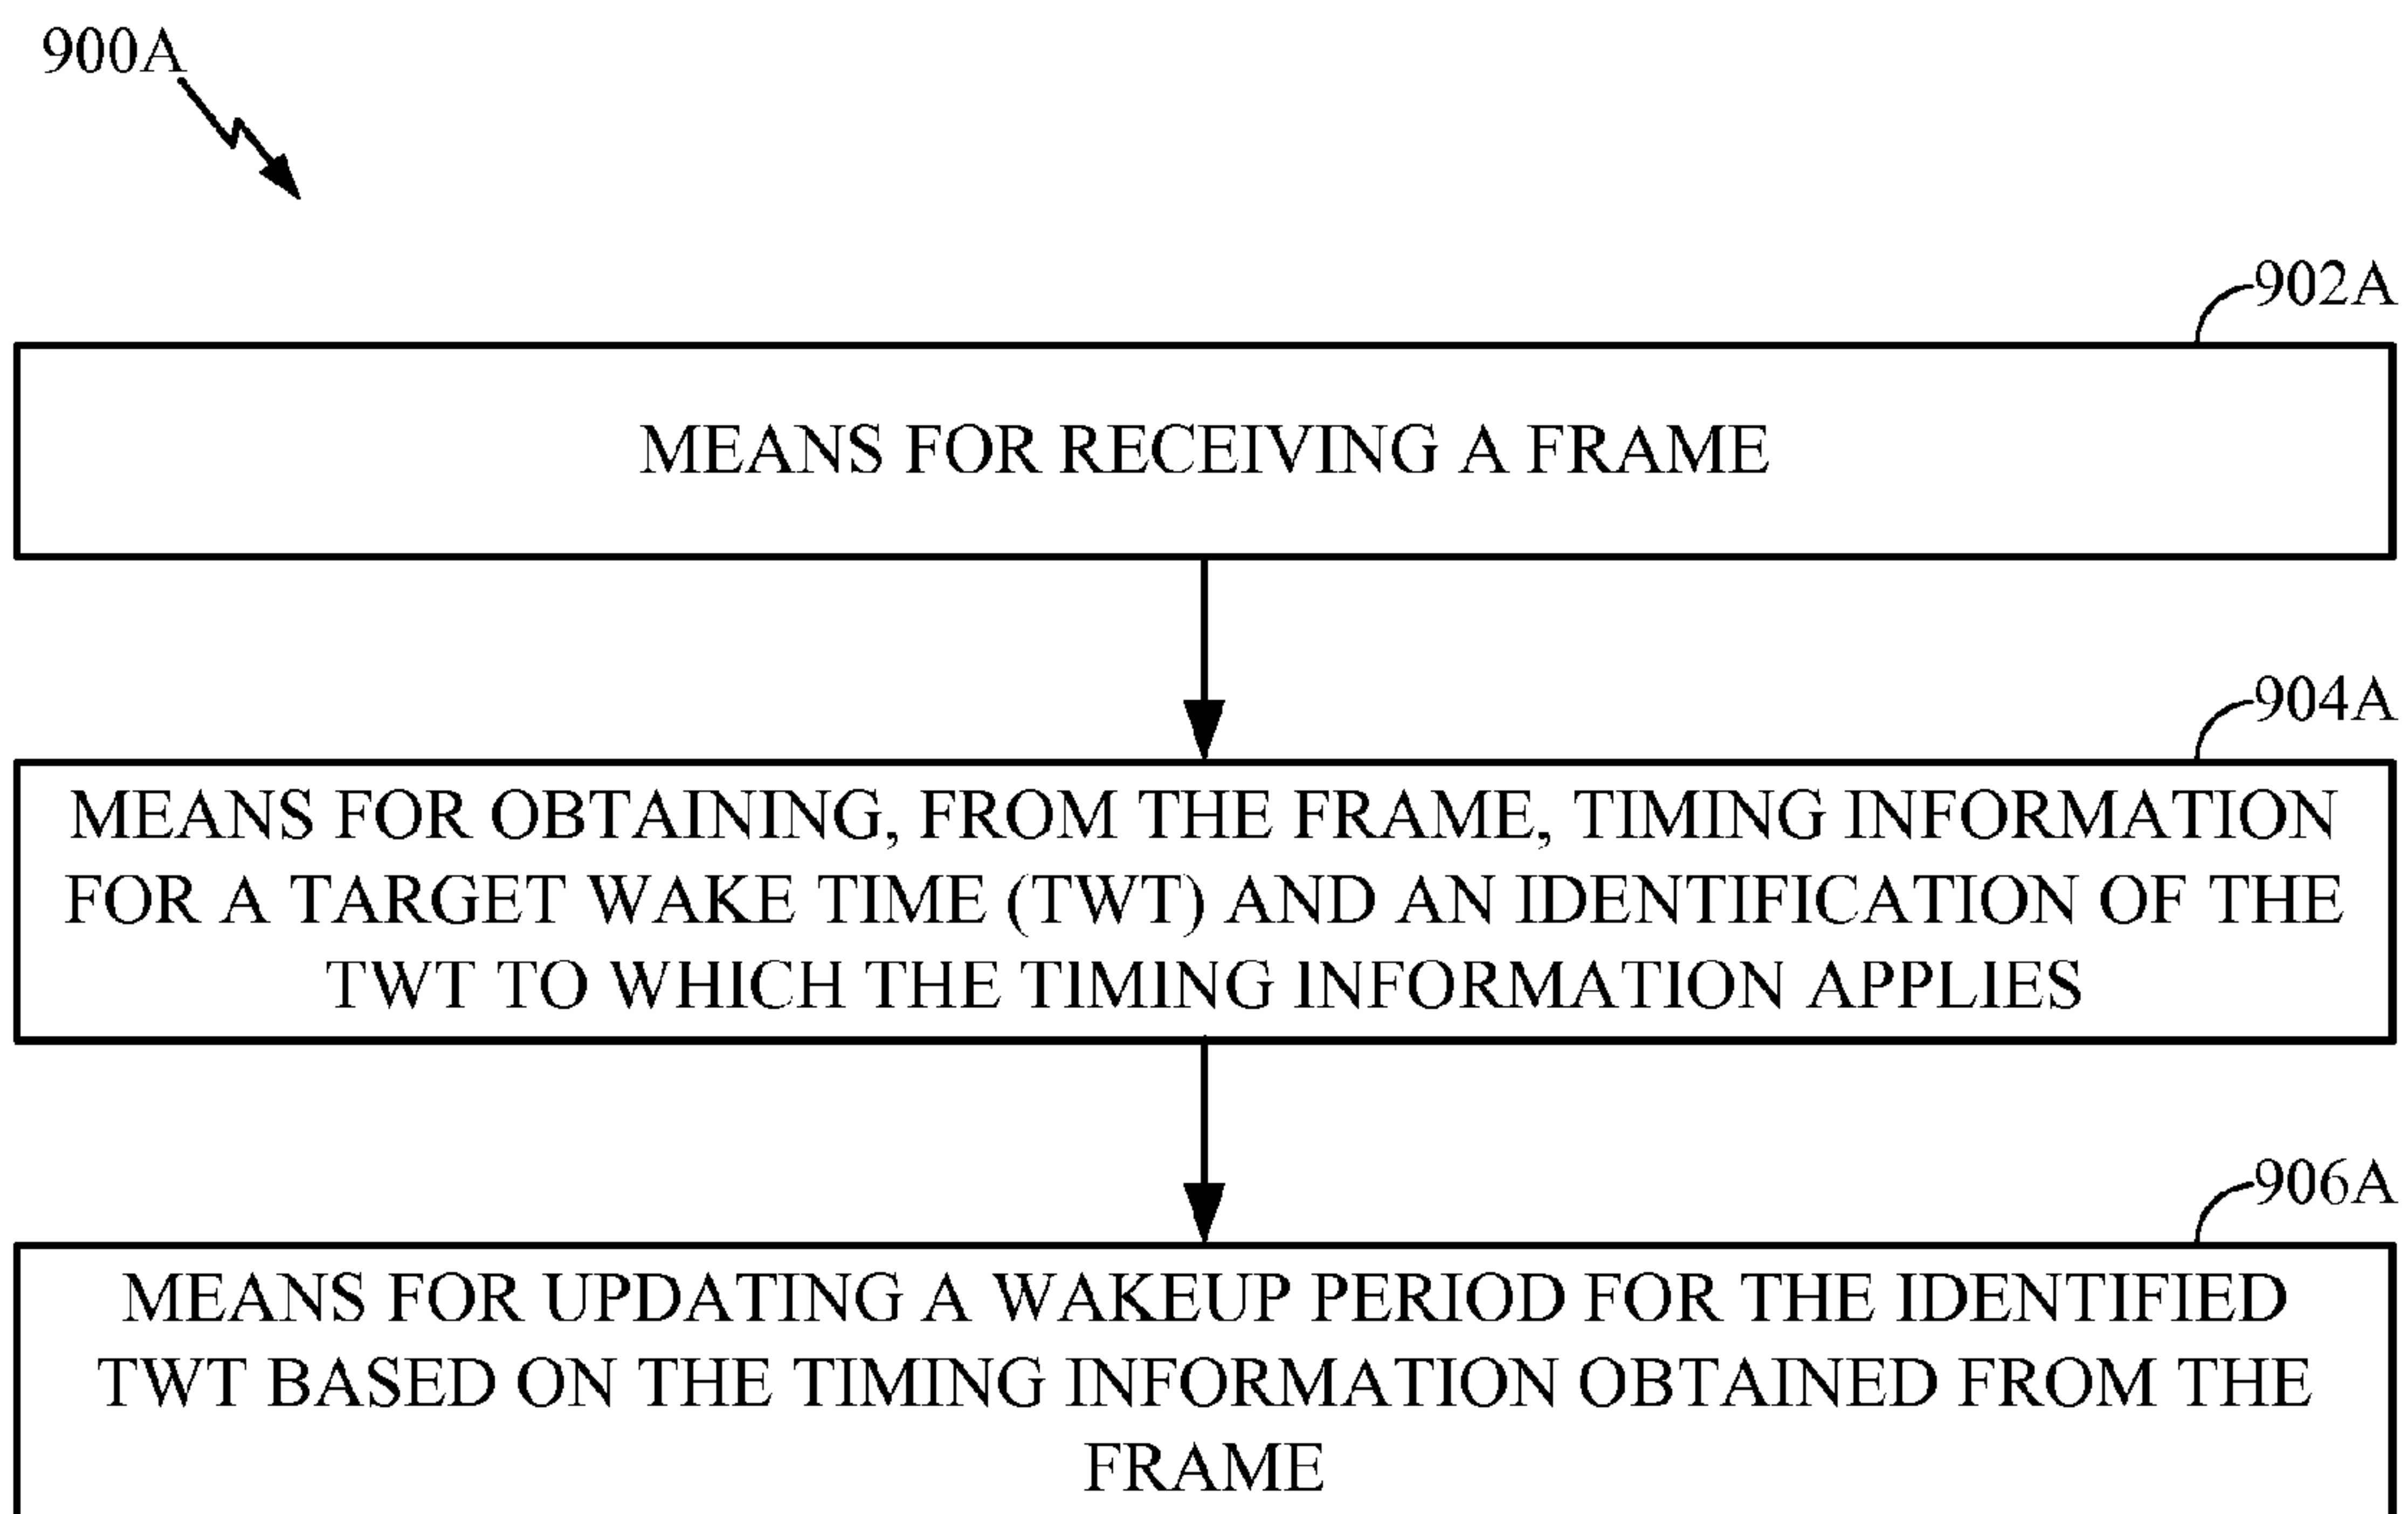 900A
902A
MEANS FOR RECEIVING A FRAME
904A
MEANS FOR OBTAINING, FROM THE FRAME, TIMING INFORMATION
FOR A TARGET WAKE TIME (TWT) AND AN IDENTIFICATION OF THE
TWT TO WHICH THE TIMING INFORMATION APPLIES
906A
MEANS FOR UPDATING A WAKEUP PERIOD FOR THE IDENTIFIED
TWT BASED ON THE TIMING INFORMATION OBTAINED FROM THE
FRAME